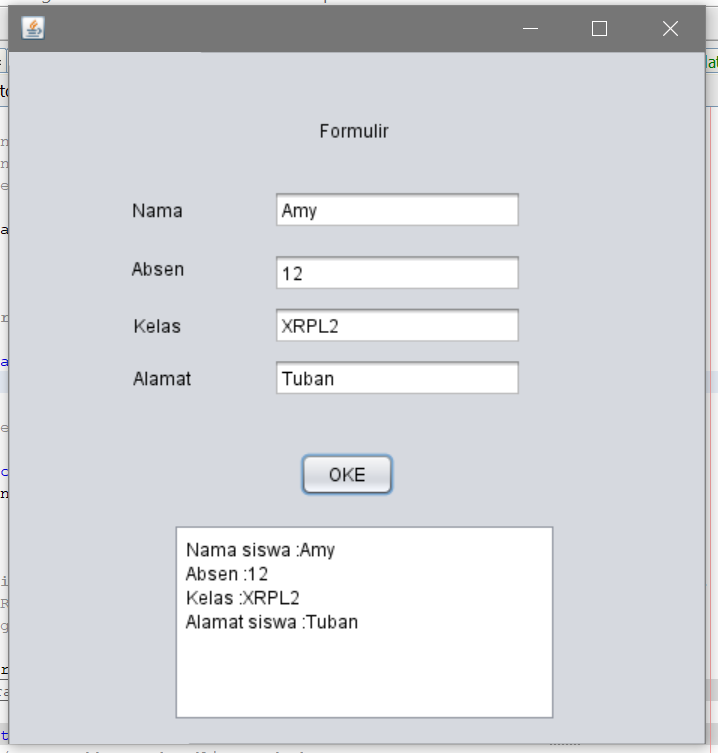 Formulir
Nama
Amy
Absen
12
Kelas
XRPL2
Alamat
Tuban
OKE
Nama siswa :Amy
Absen :12
Kelas :XRPL2
Alamat siswa :Tuban